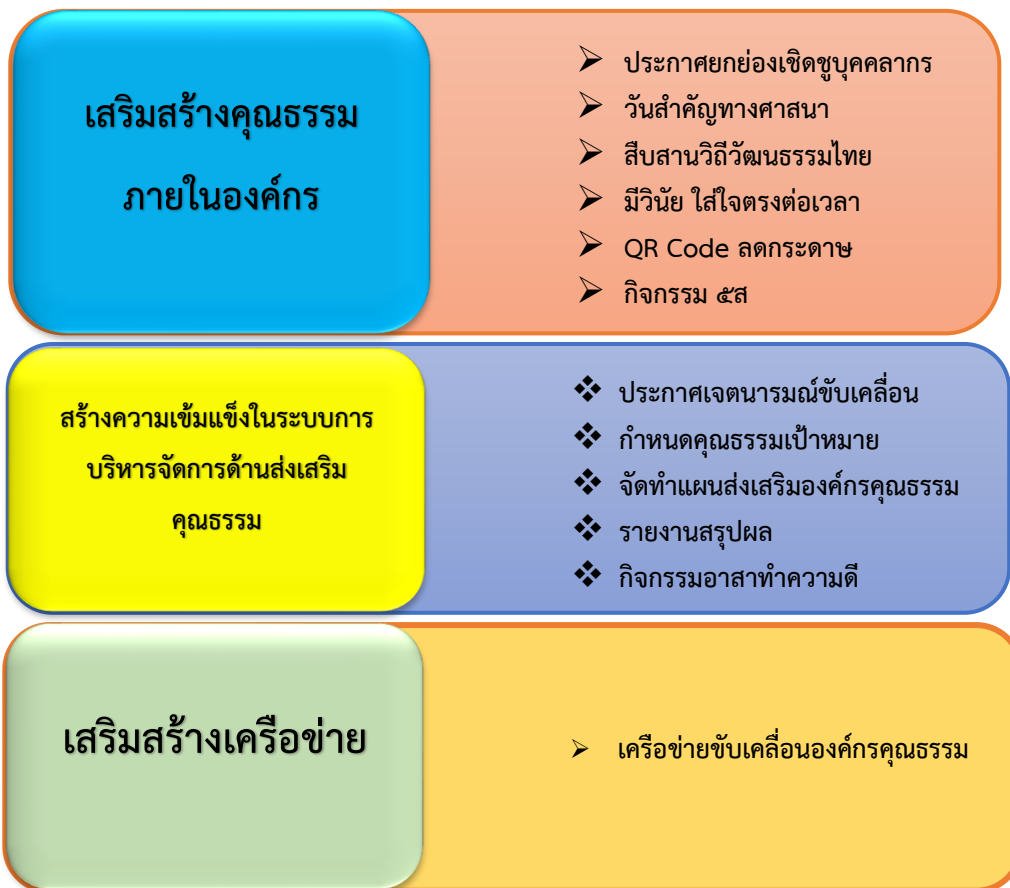 เสริมสร้างคุณธรรม
ภายในองค์กร
ประกาศยกย่องเชิดชูบุคคลากร
วันสำคัญทางศาสนา
สืบสานวิถีวัฒนธรรมไทย
มีวินัย ใส่ใจตรงต่อเวลา
QR Code ลดกระดาษ
กิจกรรม ๕ส
สร้างความเข้มแข็งในระบบการ
บริหารจัดการด้านส่งเสริม
คุณธรรม
ประกาศเจตนารมณ์ขับเคลื่อน
กำหนดคุณธรรมเป้าหมาย
จัดทำแผนส่งเสริมองค์กรคุณธรรม
รายงานสรุปผล
กิจกรรมอาสาทำความดี
เสริมสร้างเครือข่าย
เครือข่ายขับเคลื่อนองค์กรคุณธรรม